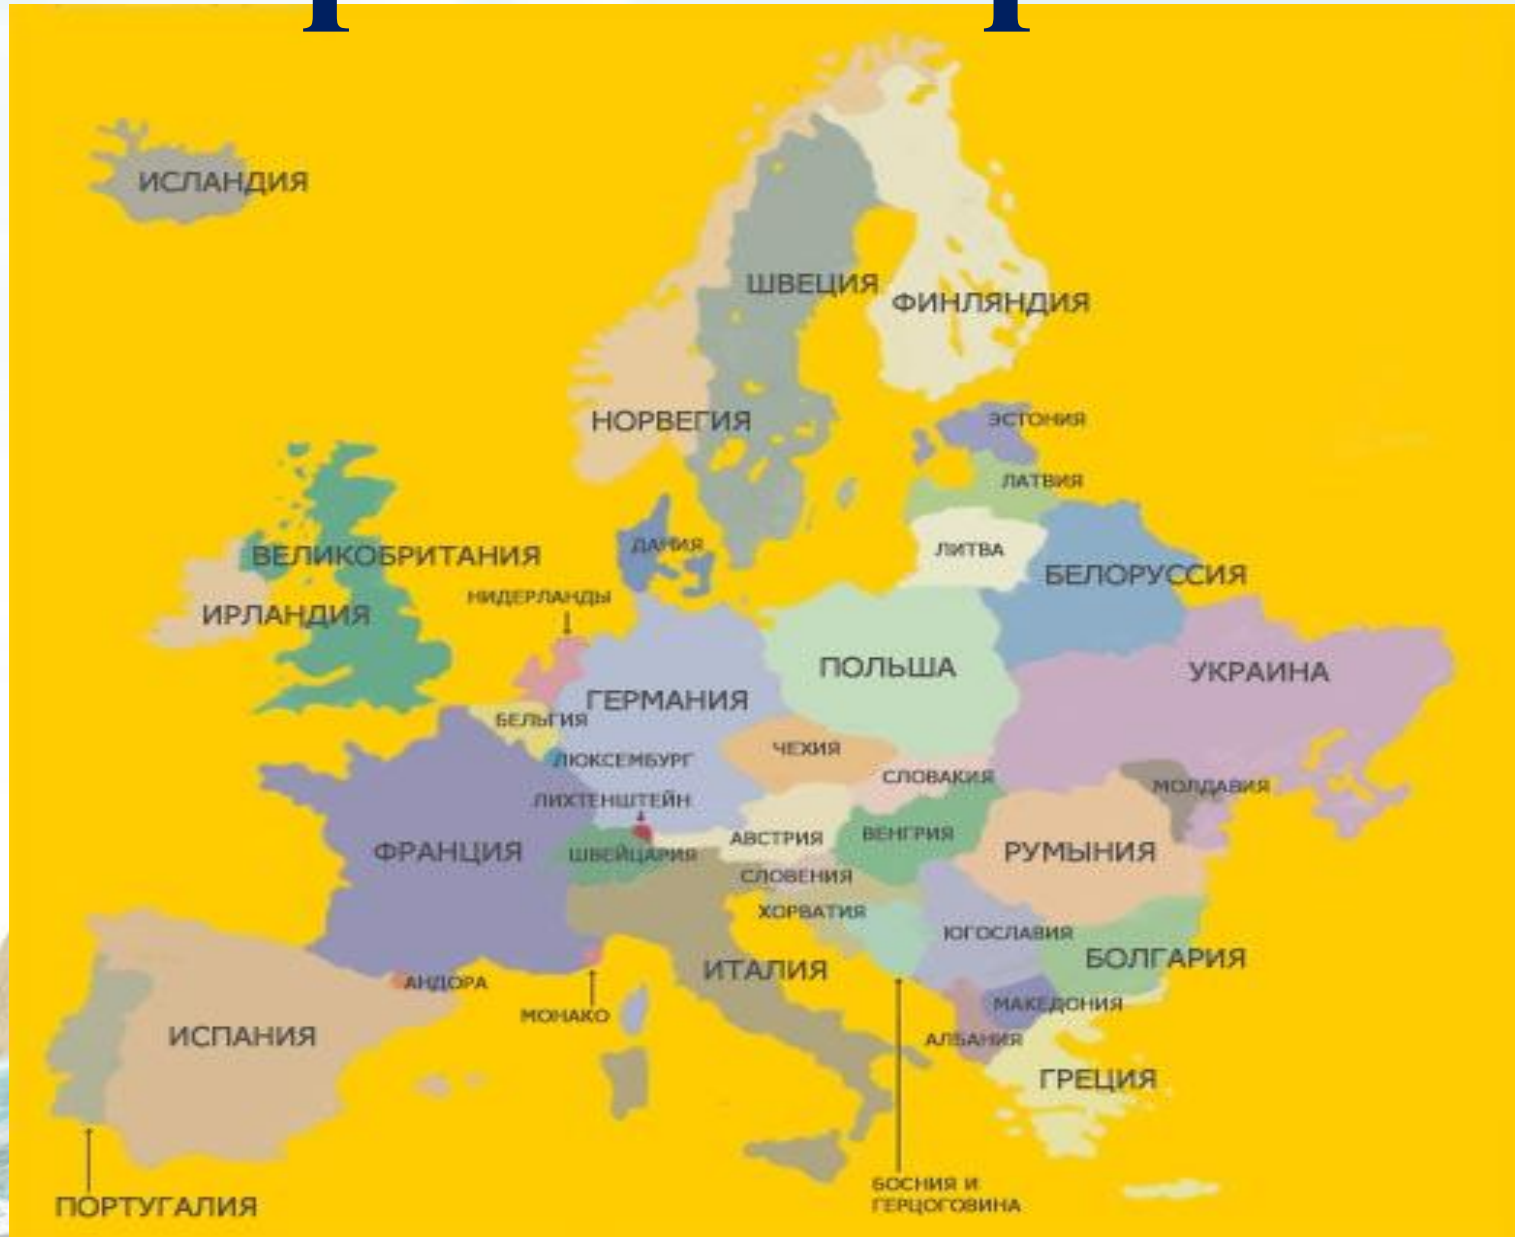 ИСЛАНДИЯ
ШВЕЦИЯ
ФИНЛЯНДИЯ
НОРВЕГИЯ
ЭСТОНИЯ
ЛАТВИЯ
ДАНИЯ
ЛИТВА
ВЕЛИКОБРИТАНИЯ
БЕЛОРУССИЯ
НИДЕРЛАНДЫ
ИРЛАНДИЯ
ПОЛЬША
УКРАИНА
ГЕРМАНИЯ
БЕЛЬГИЯ
ЧЕХИЯ
ЛЮКСЕМБУРГ
СЛОВАКИЯ
МОЛДАВИЯ
ЛИХТЕНШТЕЙН
ФРАНЦИЯ
ШВЕЙЦАРИЯ
АВСТРИЯ
ВЕНГРИЯ
РУМЫНИЯ
СЛОВЕНИЯ
ХОРВАТИЯ
ЮГОСЛАВИЯ
БОЛГАРИЯ
ИТАЛИЯ
АНДОРА
МОНАКО
МАКЕДОНИЯ
ИСПАНИЯ
АЛБАНИЯ
ГРЕЦИЯ
БОСНИЯ И
ГЕРЦОГОВИНА
ПОРТУГАЛИЯ